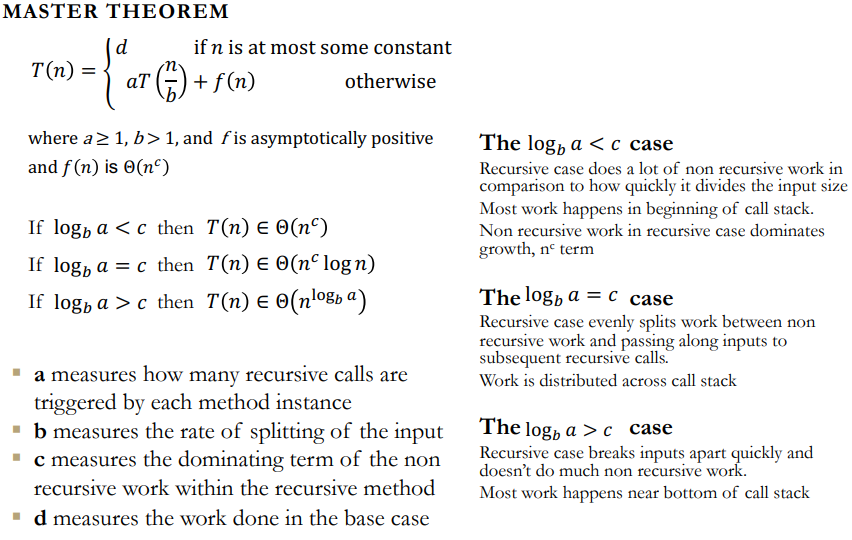 MASTER THEOREM
T(n) = { d if n is at most some constant
aT(n/b) + f(n) otherwise
where a ≥ 1, b > 1, and f is asymptotically positive
and f(n) is Θ(nᶜ)
If log_b a < c then T(n) ∈ Θ(nᶜ)
If log_b a = c then T(n) ∈ Θ(nᶜ log n)
If log_b a > c then T(n) ∈ Θ(n^(log_b a))
▪ a measures how many recursive calls are
triggered by each method instance
▪ b measures the rate of splitting of the input
▪ c measures the dominating term of the non
recursive work within the recursive method
▪ d measures the work done in the base case
The log_b a < c case
Recursive case does a lot of non recursive work in
comparison to how quickly it divides the input size
Most work happens in beginning of call stack.
Non recursive work in recursive case dominates
growth, nᶜ term
The log_b a = c case
Recursive case evenly splits work between non
recursive work and passing along inputs to
subsequent recursive calls.
Work is distributed across call stack
The log_b a > c case
Recursive case breaks inputs apart quickly and
doesn't do much non recursive work.
Most work happens near bottom of call stack